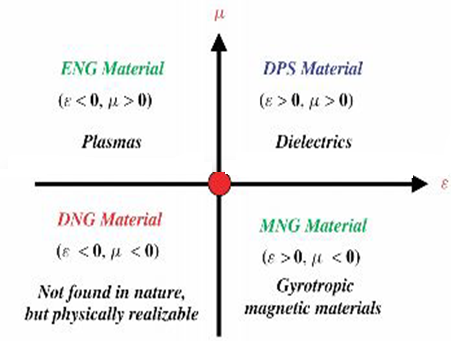 μ
ENG Material
(ε < 0, μ > 0)
Plasmas
DPS Material
(ε > 0, μ > 0)
Dielectrics
ε
DNG Material
(ε < 0, μ < 0)
Not found in nature,
but physically realizable
MNG Material
(ε > 0, μ < 0)
Gyrotropic
magnetic materials